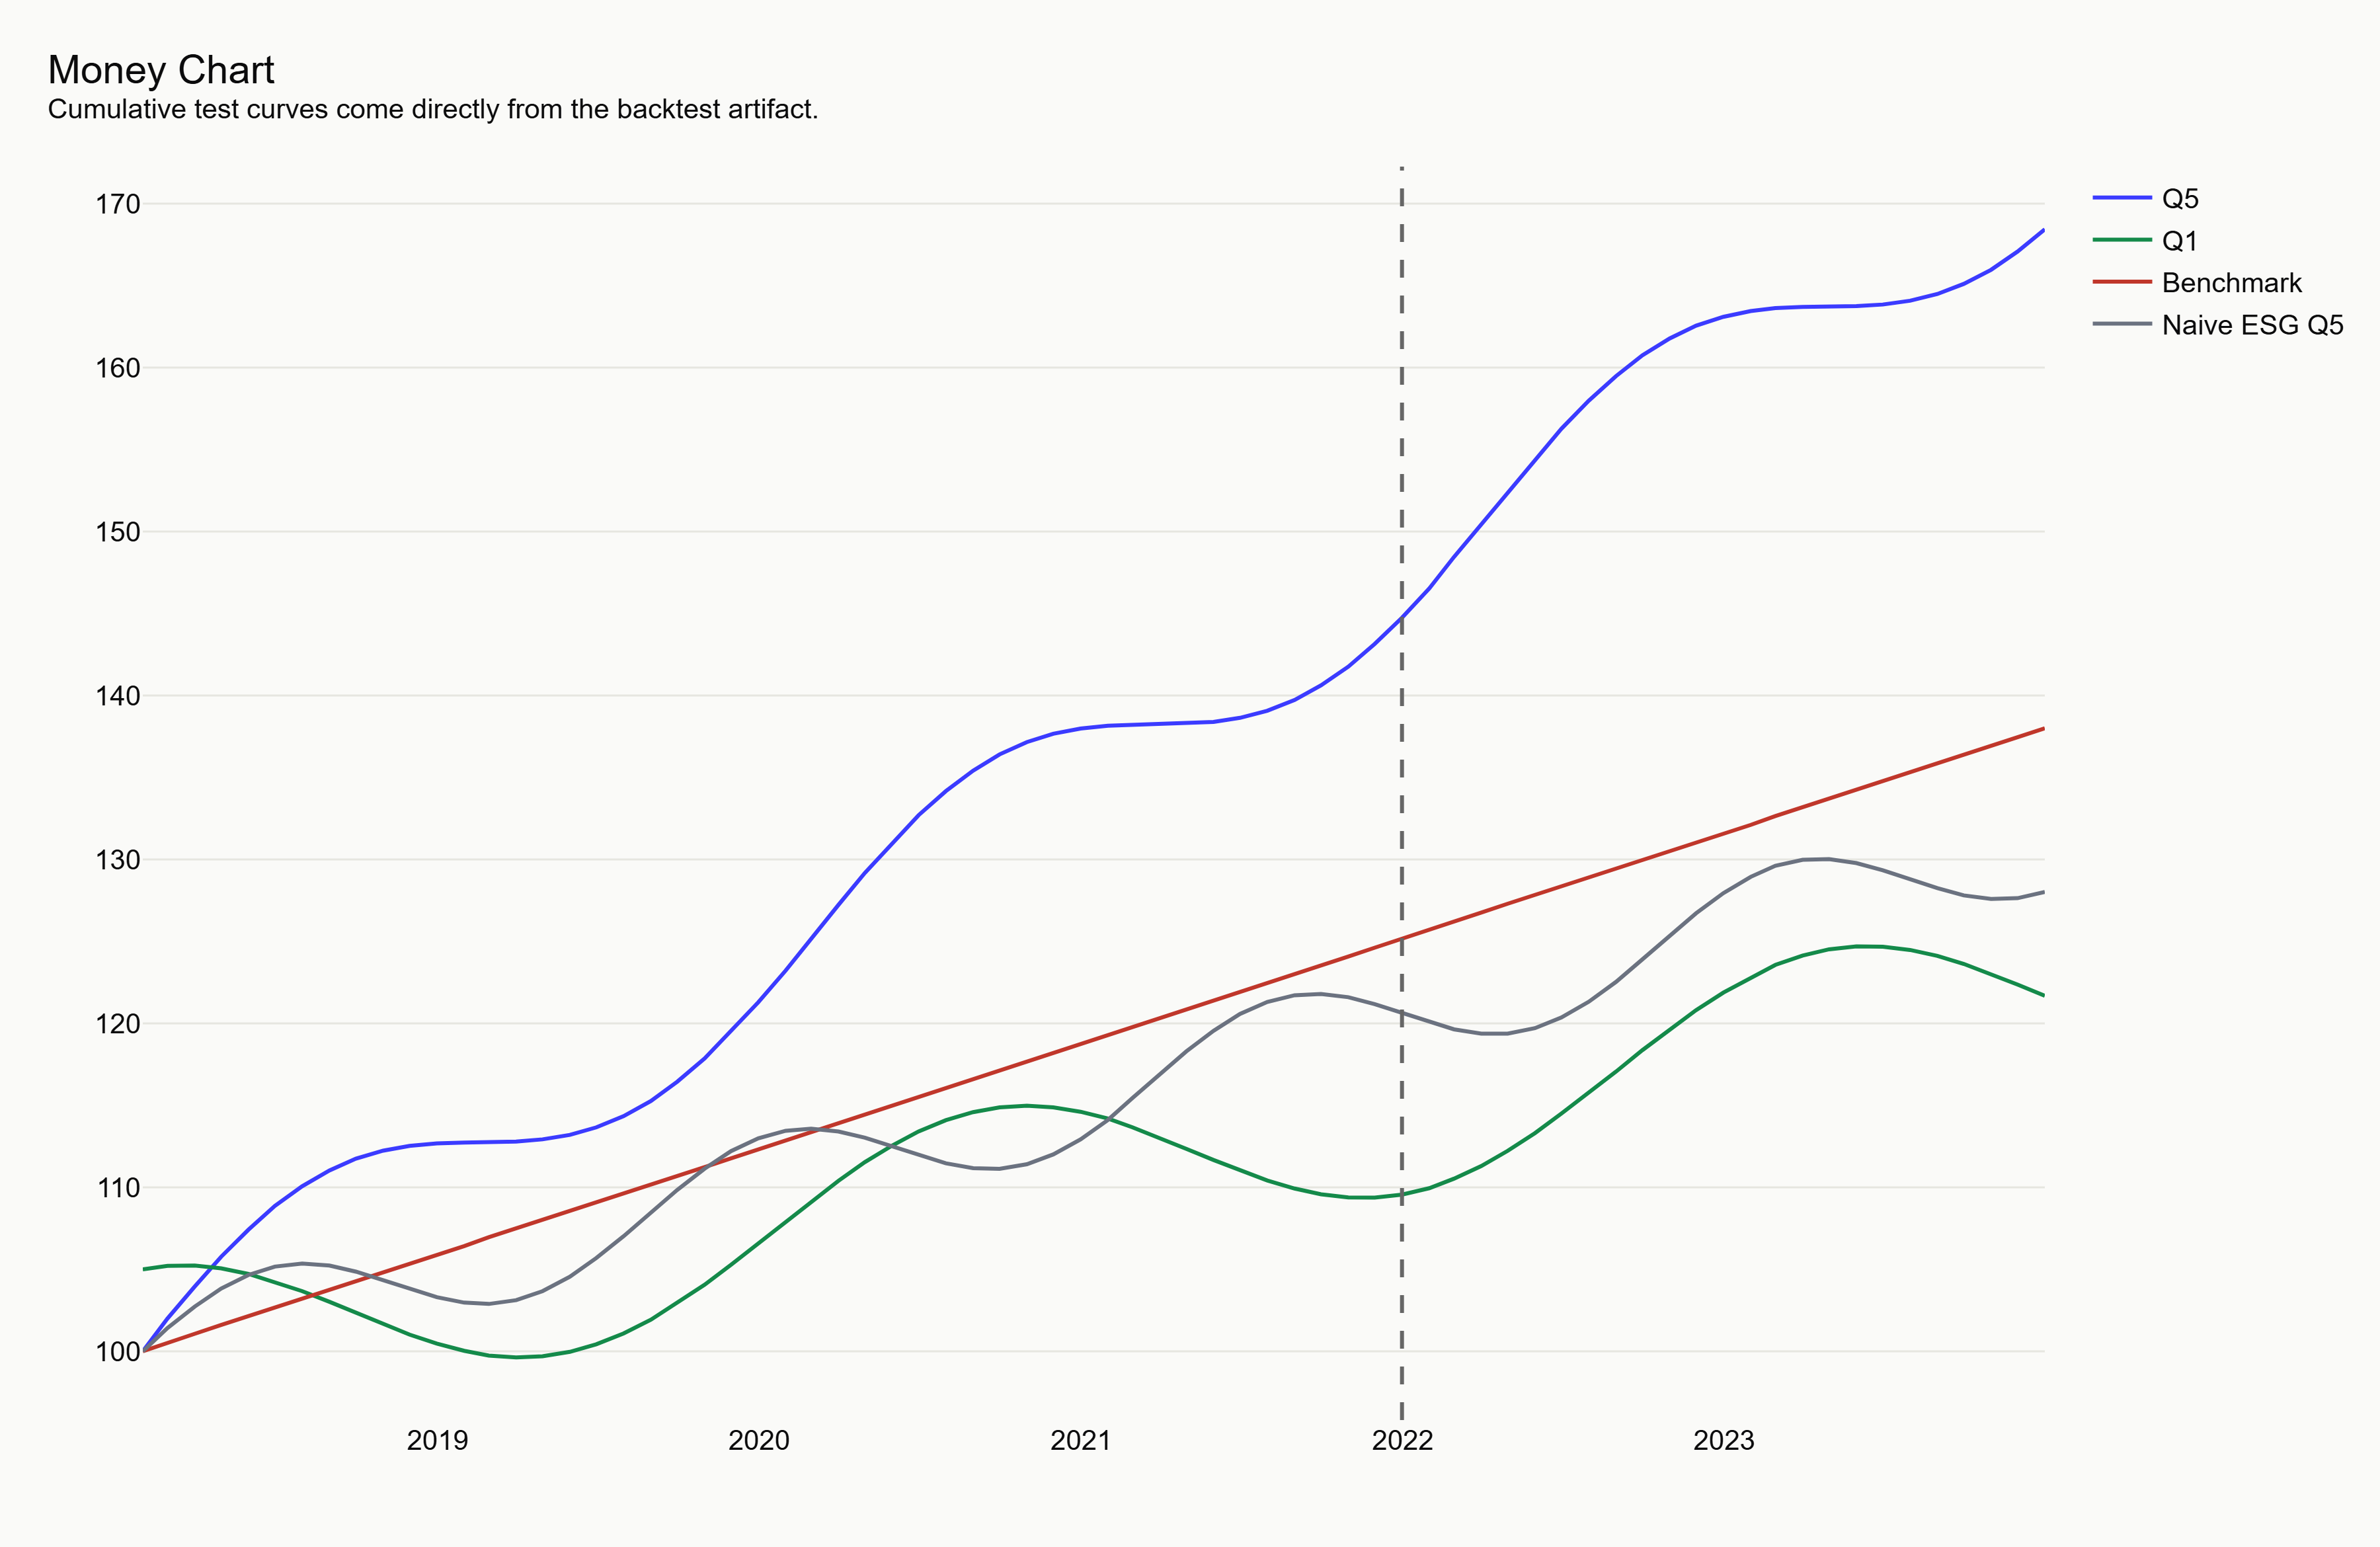 Money Chart
Cumulative test curves come directly from the backtest artifact.
170
160
150
140
130
120
110
100
2019
2020
2021
2022
2023
Q5
Q1
Benchmark
Naive ESG Q5